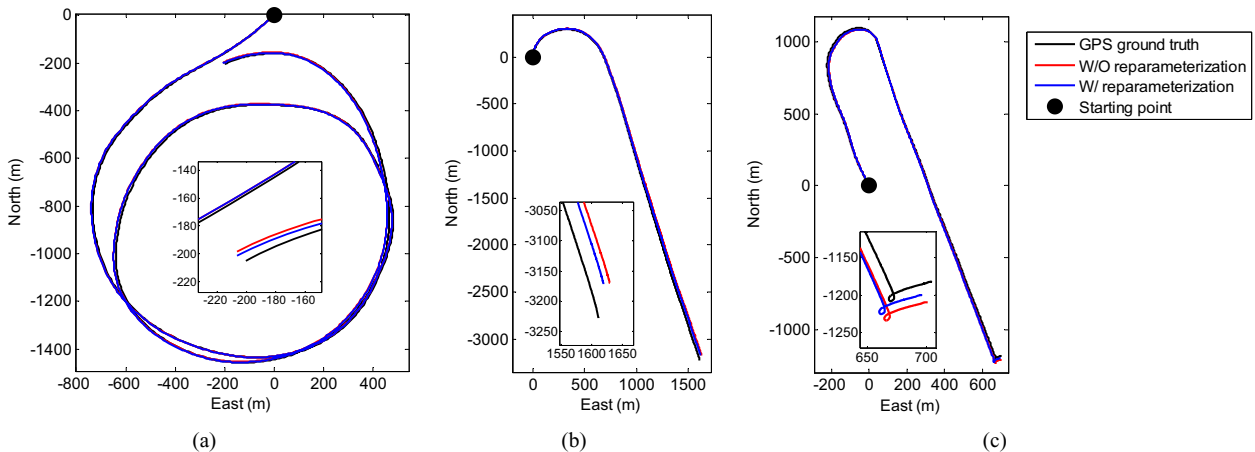 0
-200
-400
-600
-800
-1000
-1200
-1400
North (m)
-800 -600 -400 -200 0 200 400
East (m)
-140
-160
-180
-200
-220
-220 -200 -180 -160
(a)
0
-500
-1000
-1500
-2000
-2500
-3000
North (m)
0 500 1000 1500
East (m)
-3050
-3100
-3150
-3200
-3250
1550 1600 1650
(b)
1000
500
0
-500
-1000
North (m)
-200 0 200 400 600
East (m)
-1150
-1200
-1250
650 700
(c)
GPS ground truth
W/O reparameterization
W/ reparameterization
Starting point